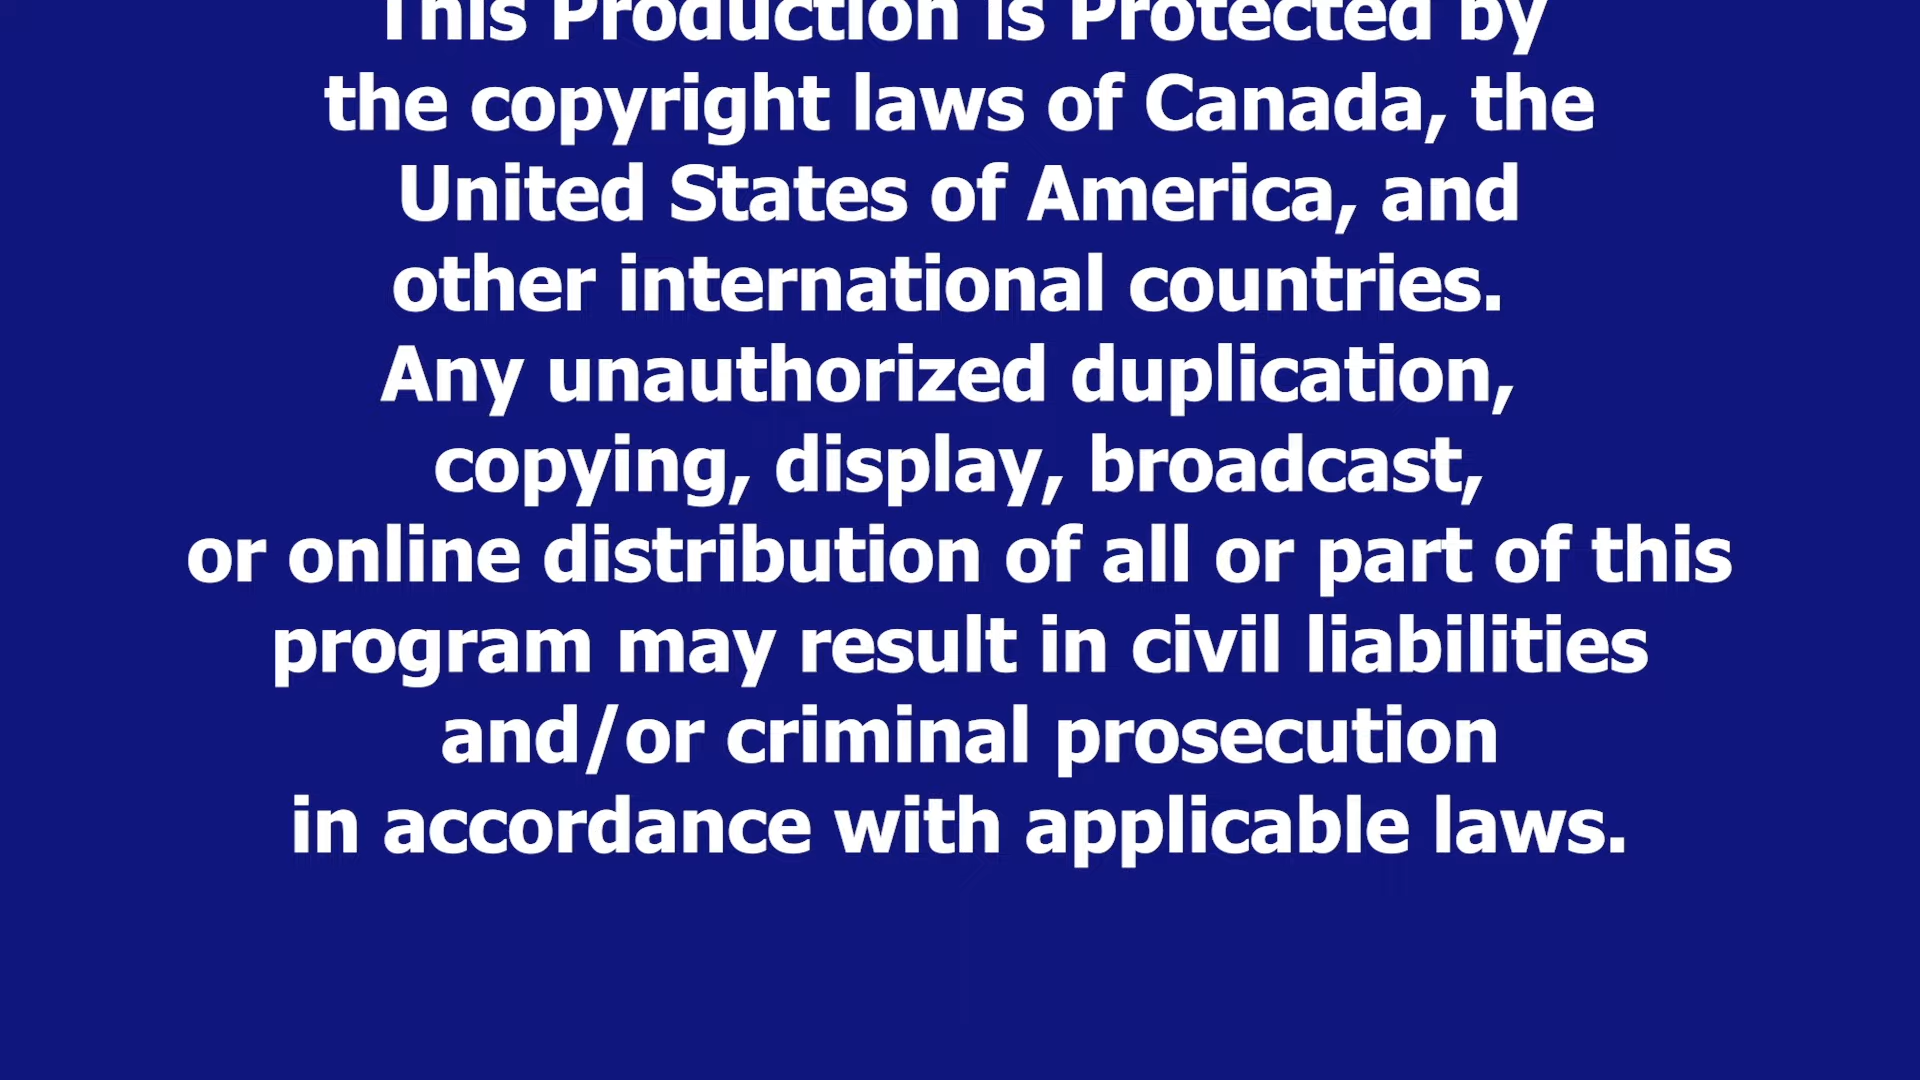 This Production is Protected by
the copyright laws of Canada, the
United States of America, and
other international countries.
Any unauthorized duplication,
copying, display, broadcast,
or online distribution of all or part of this
program may result in civil liabilities
and/or criminal prosecution
in accordance with applicable laws.